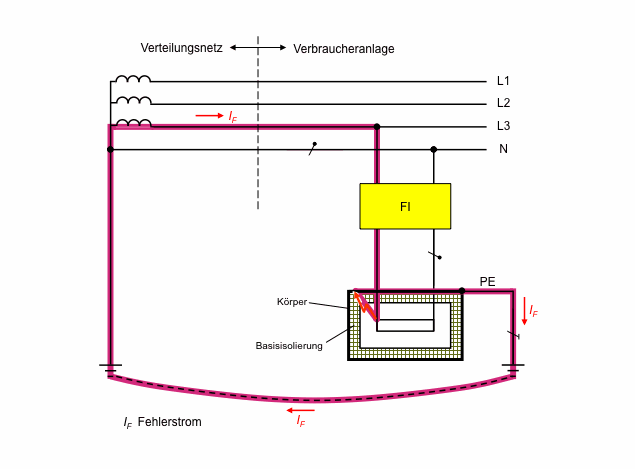 Verteilungsnetz
Verbraucheranlage
L1
L2
I_F
L3
N
FI
PE
Körper
I_F
Basisisolierung
I_F
I_F Fehlerstrom